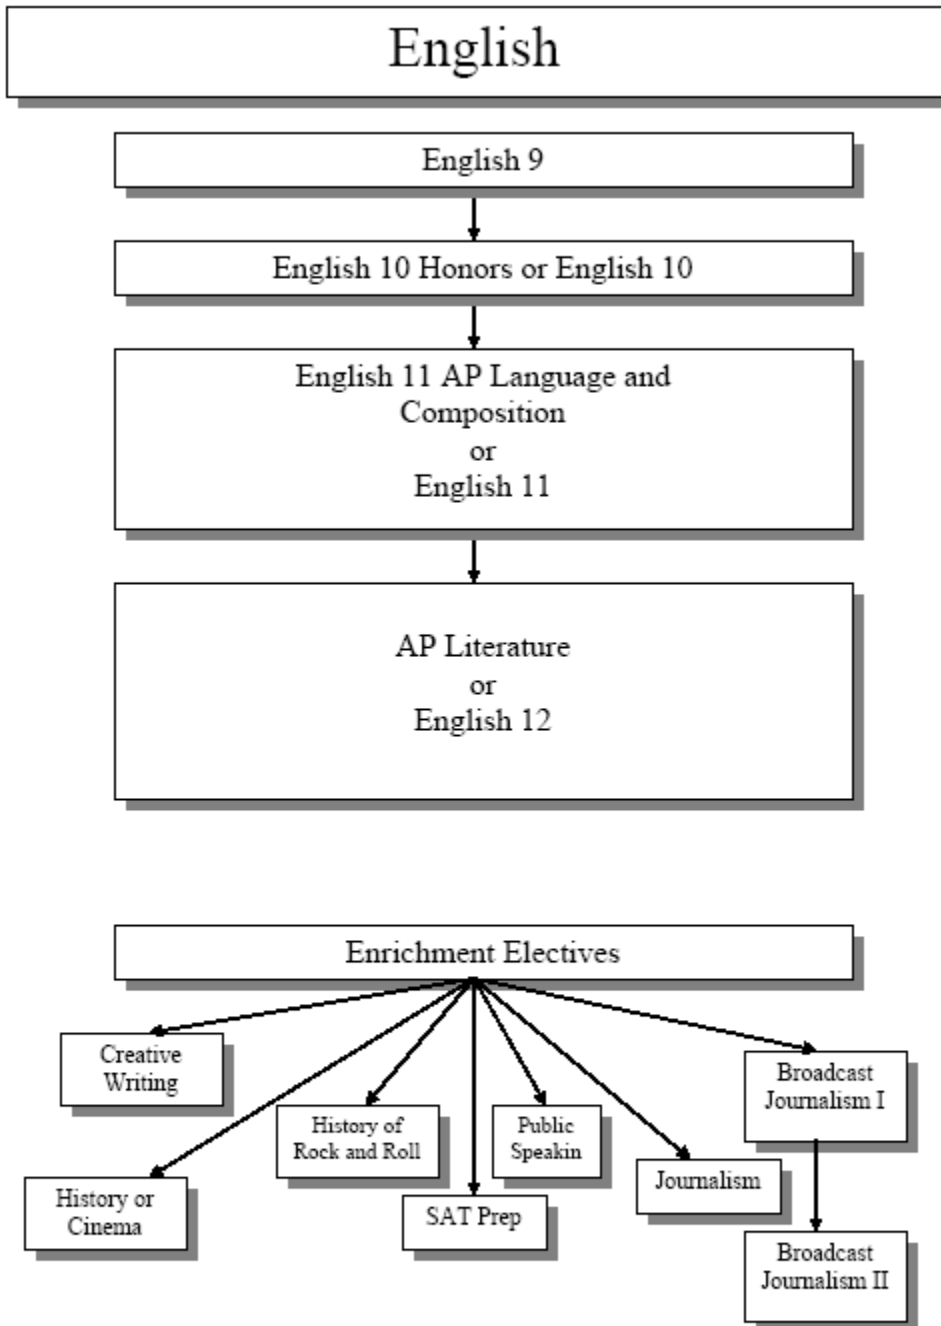 English
English 9
English 10 Honors or English 10
English 11 AP Language and
Composition
or
English 11
AP Literature
or
English 12
Enrichment Electives
Creative
Writing
History or
Cinema
History of
Rock and Roll
SAT Prep
Public
Speakin
Journalism
Broadcast
Journalism I
Broadcast
Journalism II